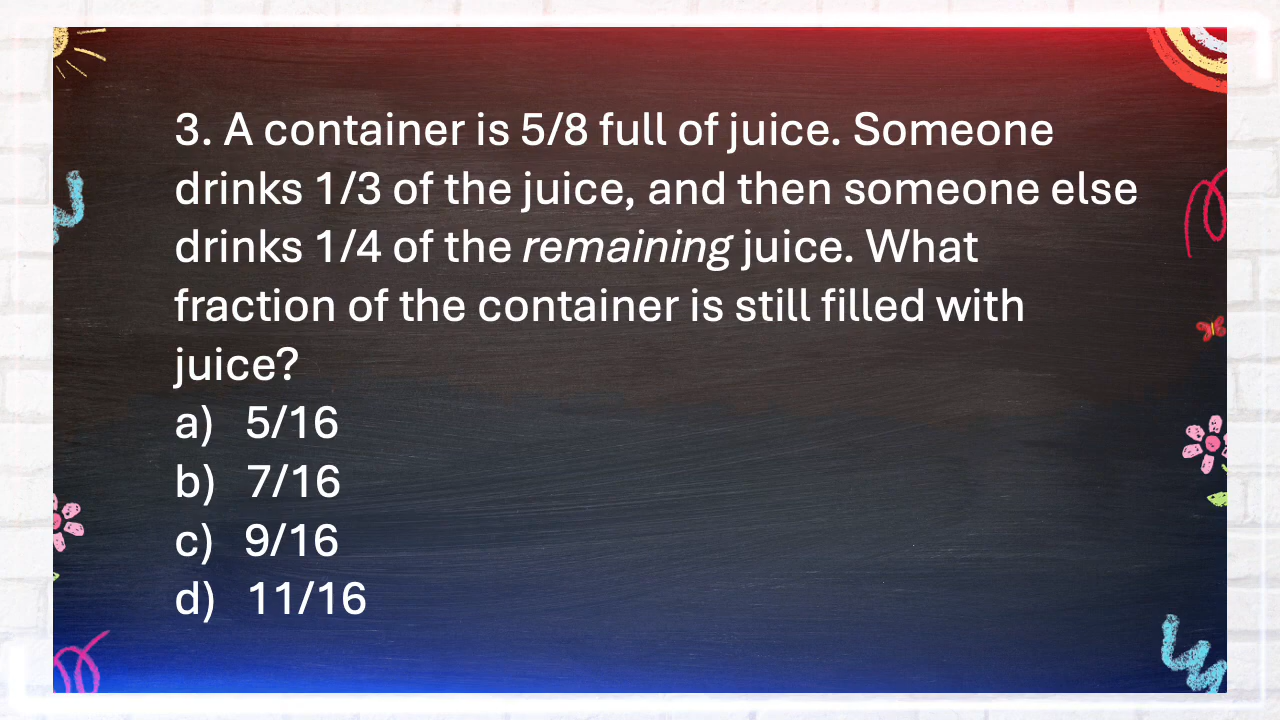 3. A container is 5/8 full of juice. Someone
drinks 1/3 of the juice, and then someone else
drinks 1/4 of the remaining juice. What
fraction of the container is still filled with
juice?
a) 5/16
b) 7/16
c) 9/16
d) 11/16